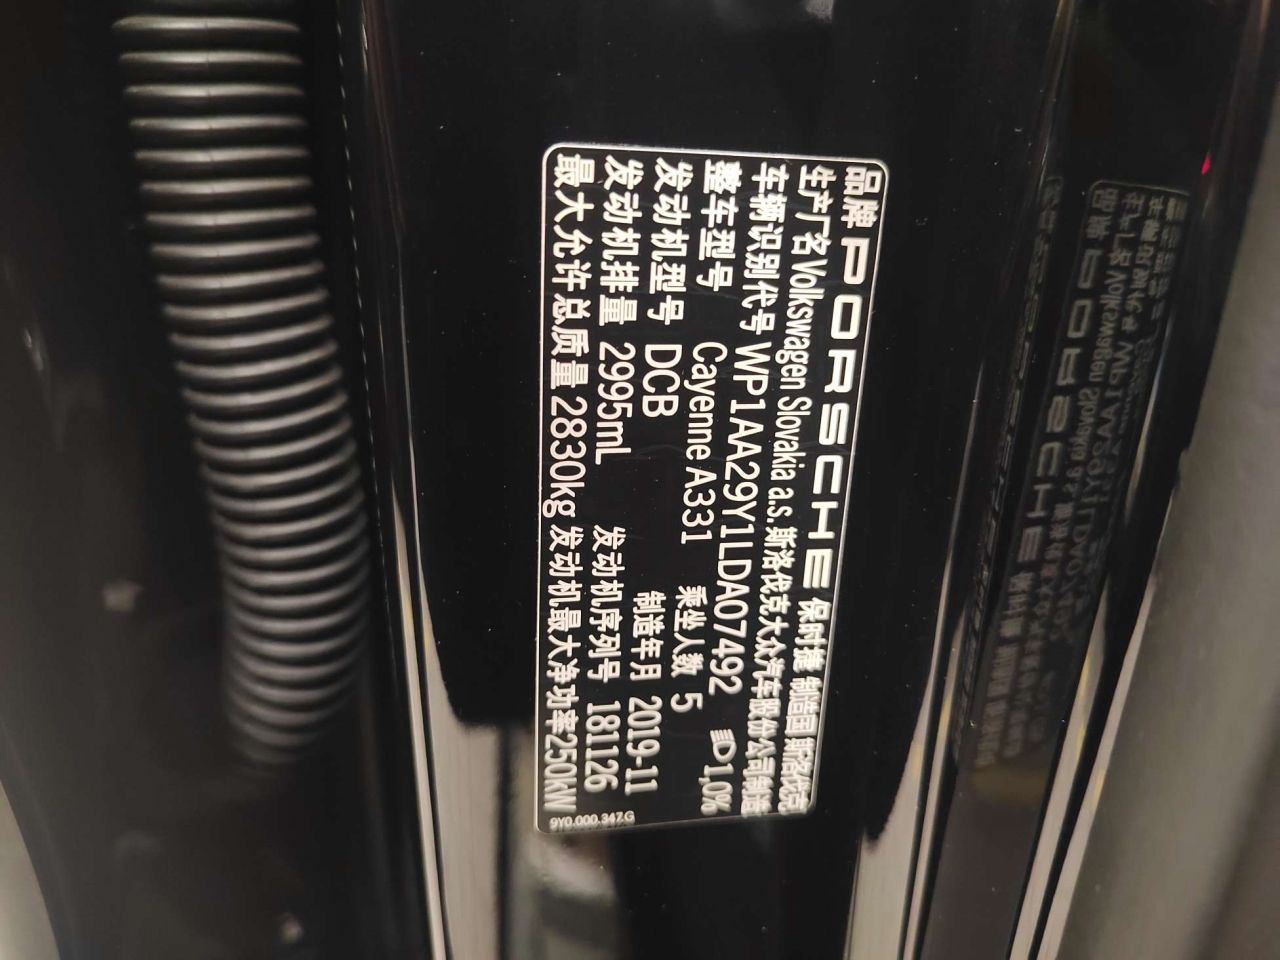 品牌 PORSCHE 保时捷 制造国 斯洛伐克
生产厂名 Volkswagen Slovakia a.s. 斯洛伐克大众汽车股份公司制造
车辆识别代号 WP1AA29Y1LDA07492
整车型号 Cayenne A331 乘坐人数 5 1,0%
发动机型号 DCB 制造年月 2019-11
发动机排量 2995mL 发动机序列号 181126
最大允许总质量 2830kg 发动机最大净功率250kW
9Y0.000.347.G